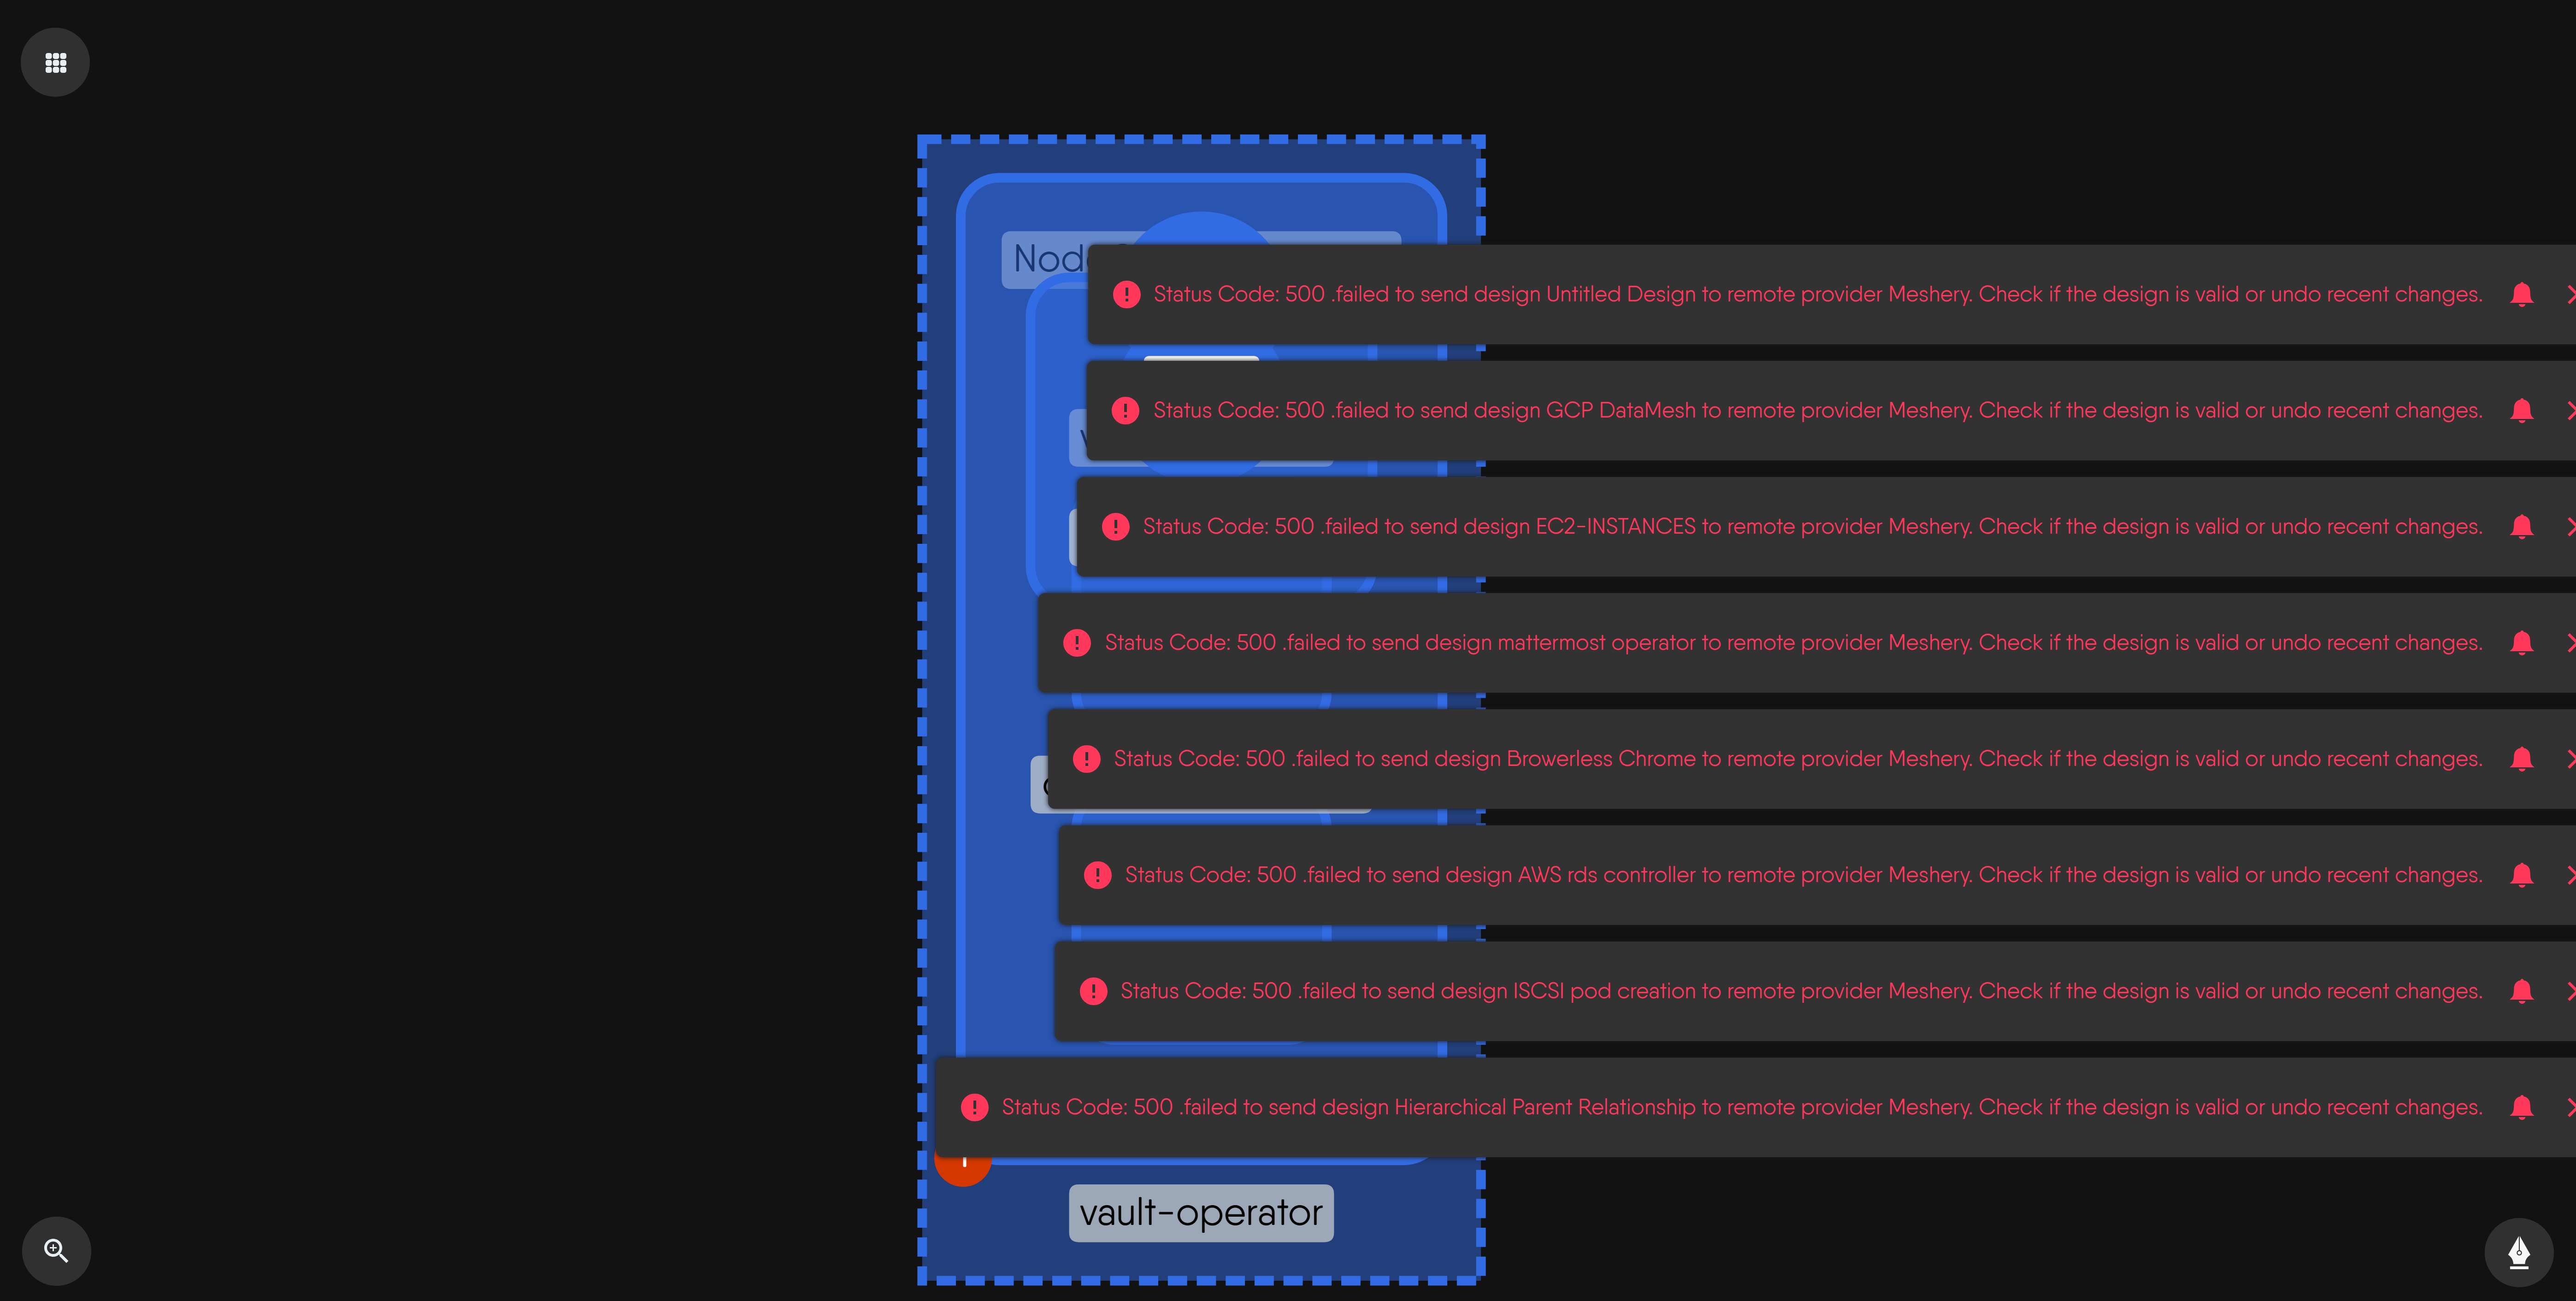 Status Code: 500 .failed to send design Untitled Design to remote provider Meshery. Check if the design is valid or undo recent changes.
Status Code: 500 .failed to send design GCP DataMesh to remote provider Meshery. Check if the design is valid or undo recent changes.
Status Code: 500 .failed to send design EC2-INSTANCES to remote provider Meshery. Check if the design is valid or undo recent changes.
Status Code: 500 .failed to send design mattermost operator to remote provider Meshery. Check if the design is valid or undo recent changes.
Status Code: 500 .failed to send design Browerless Chrome to remote provider Meshery. Check if the design is valid or undo recent changes.
Status Code: 500 .failed to send design AWS rds controller to remote provider Meshery. Check if the design is valid or undo recent changes.
Status Code: 500 .failed to send design ISCSI pod creation to remote provider Meshery. Check if the design is valid or undo recent changes.
Status Code: 500 .failed to send design Hierarchical Parent Relationship to remote provider Meshery. Check if the design is valid or undo recent changes.
vault-operator